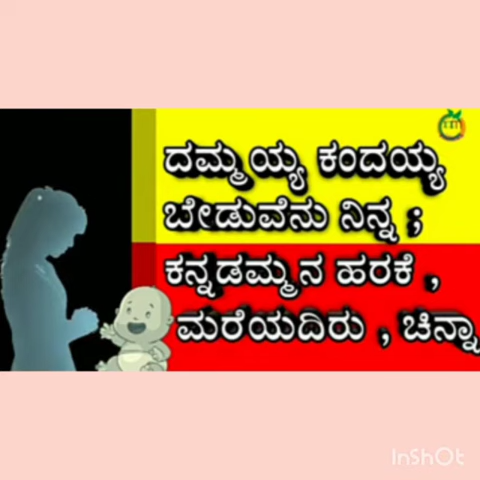 ದಮ್ಮಯ್ಯ ಕಂದಯ್ಯ
ಬೇಡುವೆನು ನಿನ್ನ ;
ಕನ್ನಡಮ್ಮನ ಹರಕೆ ,
ಮರೆಯದಿರು , ಚಿನ್ನಾ
InShOt